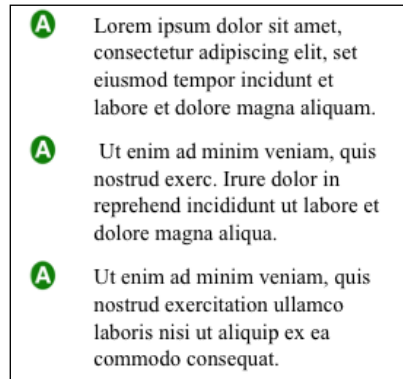 A Lorem ipsum dolor sit amet,
consectetur adipiscing elit, set
eiusmod tempor incidunt et
labore et dolore magna aliquam.
A Ut enim ad minim veniam, quis
nostrud exerc. Irure dolor in
reprehend incididunt ut labore et
dolore magna aliqua.
A Ut enim ad minim veniam, quis
nostrud exercitation ullamco
laboris nisi ut aliquip ex ea
commodo consequat.